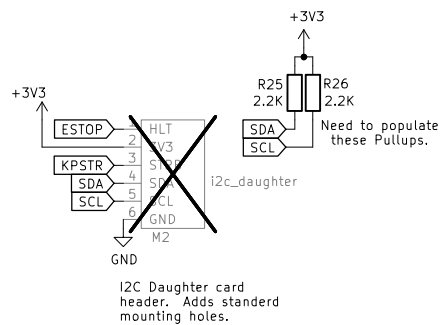 +3V3
R25
2.2K
R26
2.2K
SDA
SCL
Need to populate
these Pullups.
+3V3
ESTOP
1
HLT
2
3V3
KPSTR
3
STRB
SDA
4
SDA
i2c_daughter
SCL
5
SCL
6
GND
M2
GND
I2C Daughter card
header. Adds standerd
mounting holes.